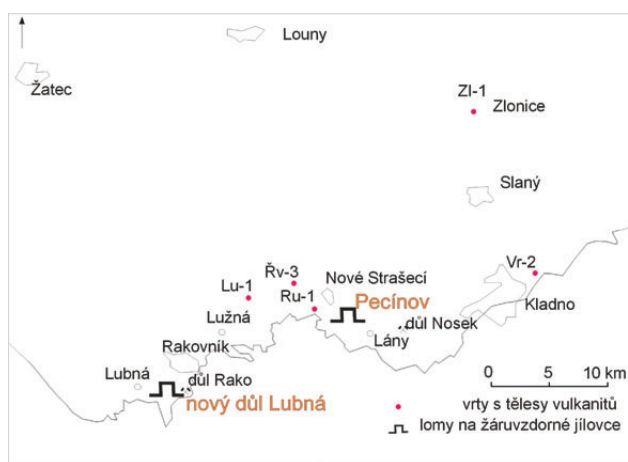 Louny
Žatec
Zl-1
Zlonice
Slaný
Vr-2
Řv-3
Lu-1
Nové Strašecí
Ru-1
Pecínov
Kladno
důl Nosek
Lužná
Lány
Rakovník
Lubná
důl Rako
nový důl Lubná
0 5 10 km
vrty s tělesy vulkanitů
lomy na žáruvzdorné jílovce